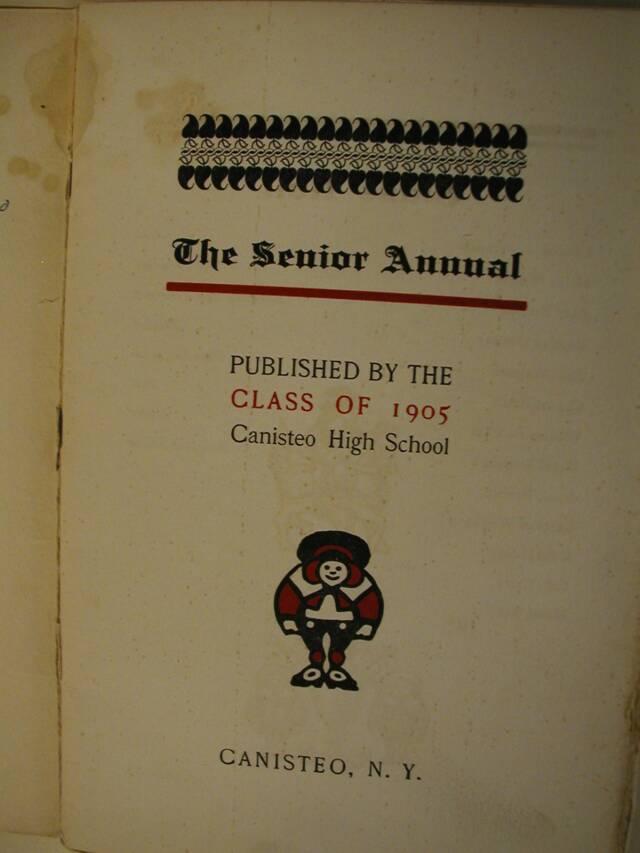 The Senior Annual
PUBLISHED BY THE
CLASS OF 1905
Canisteo High School
CANISTEO, N. Y.